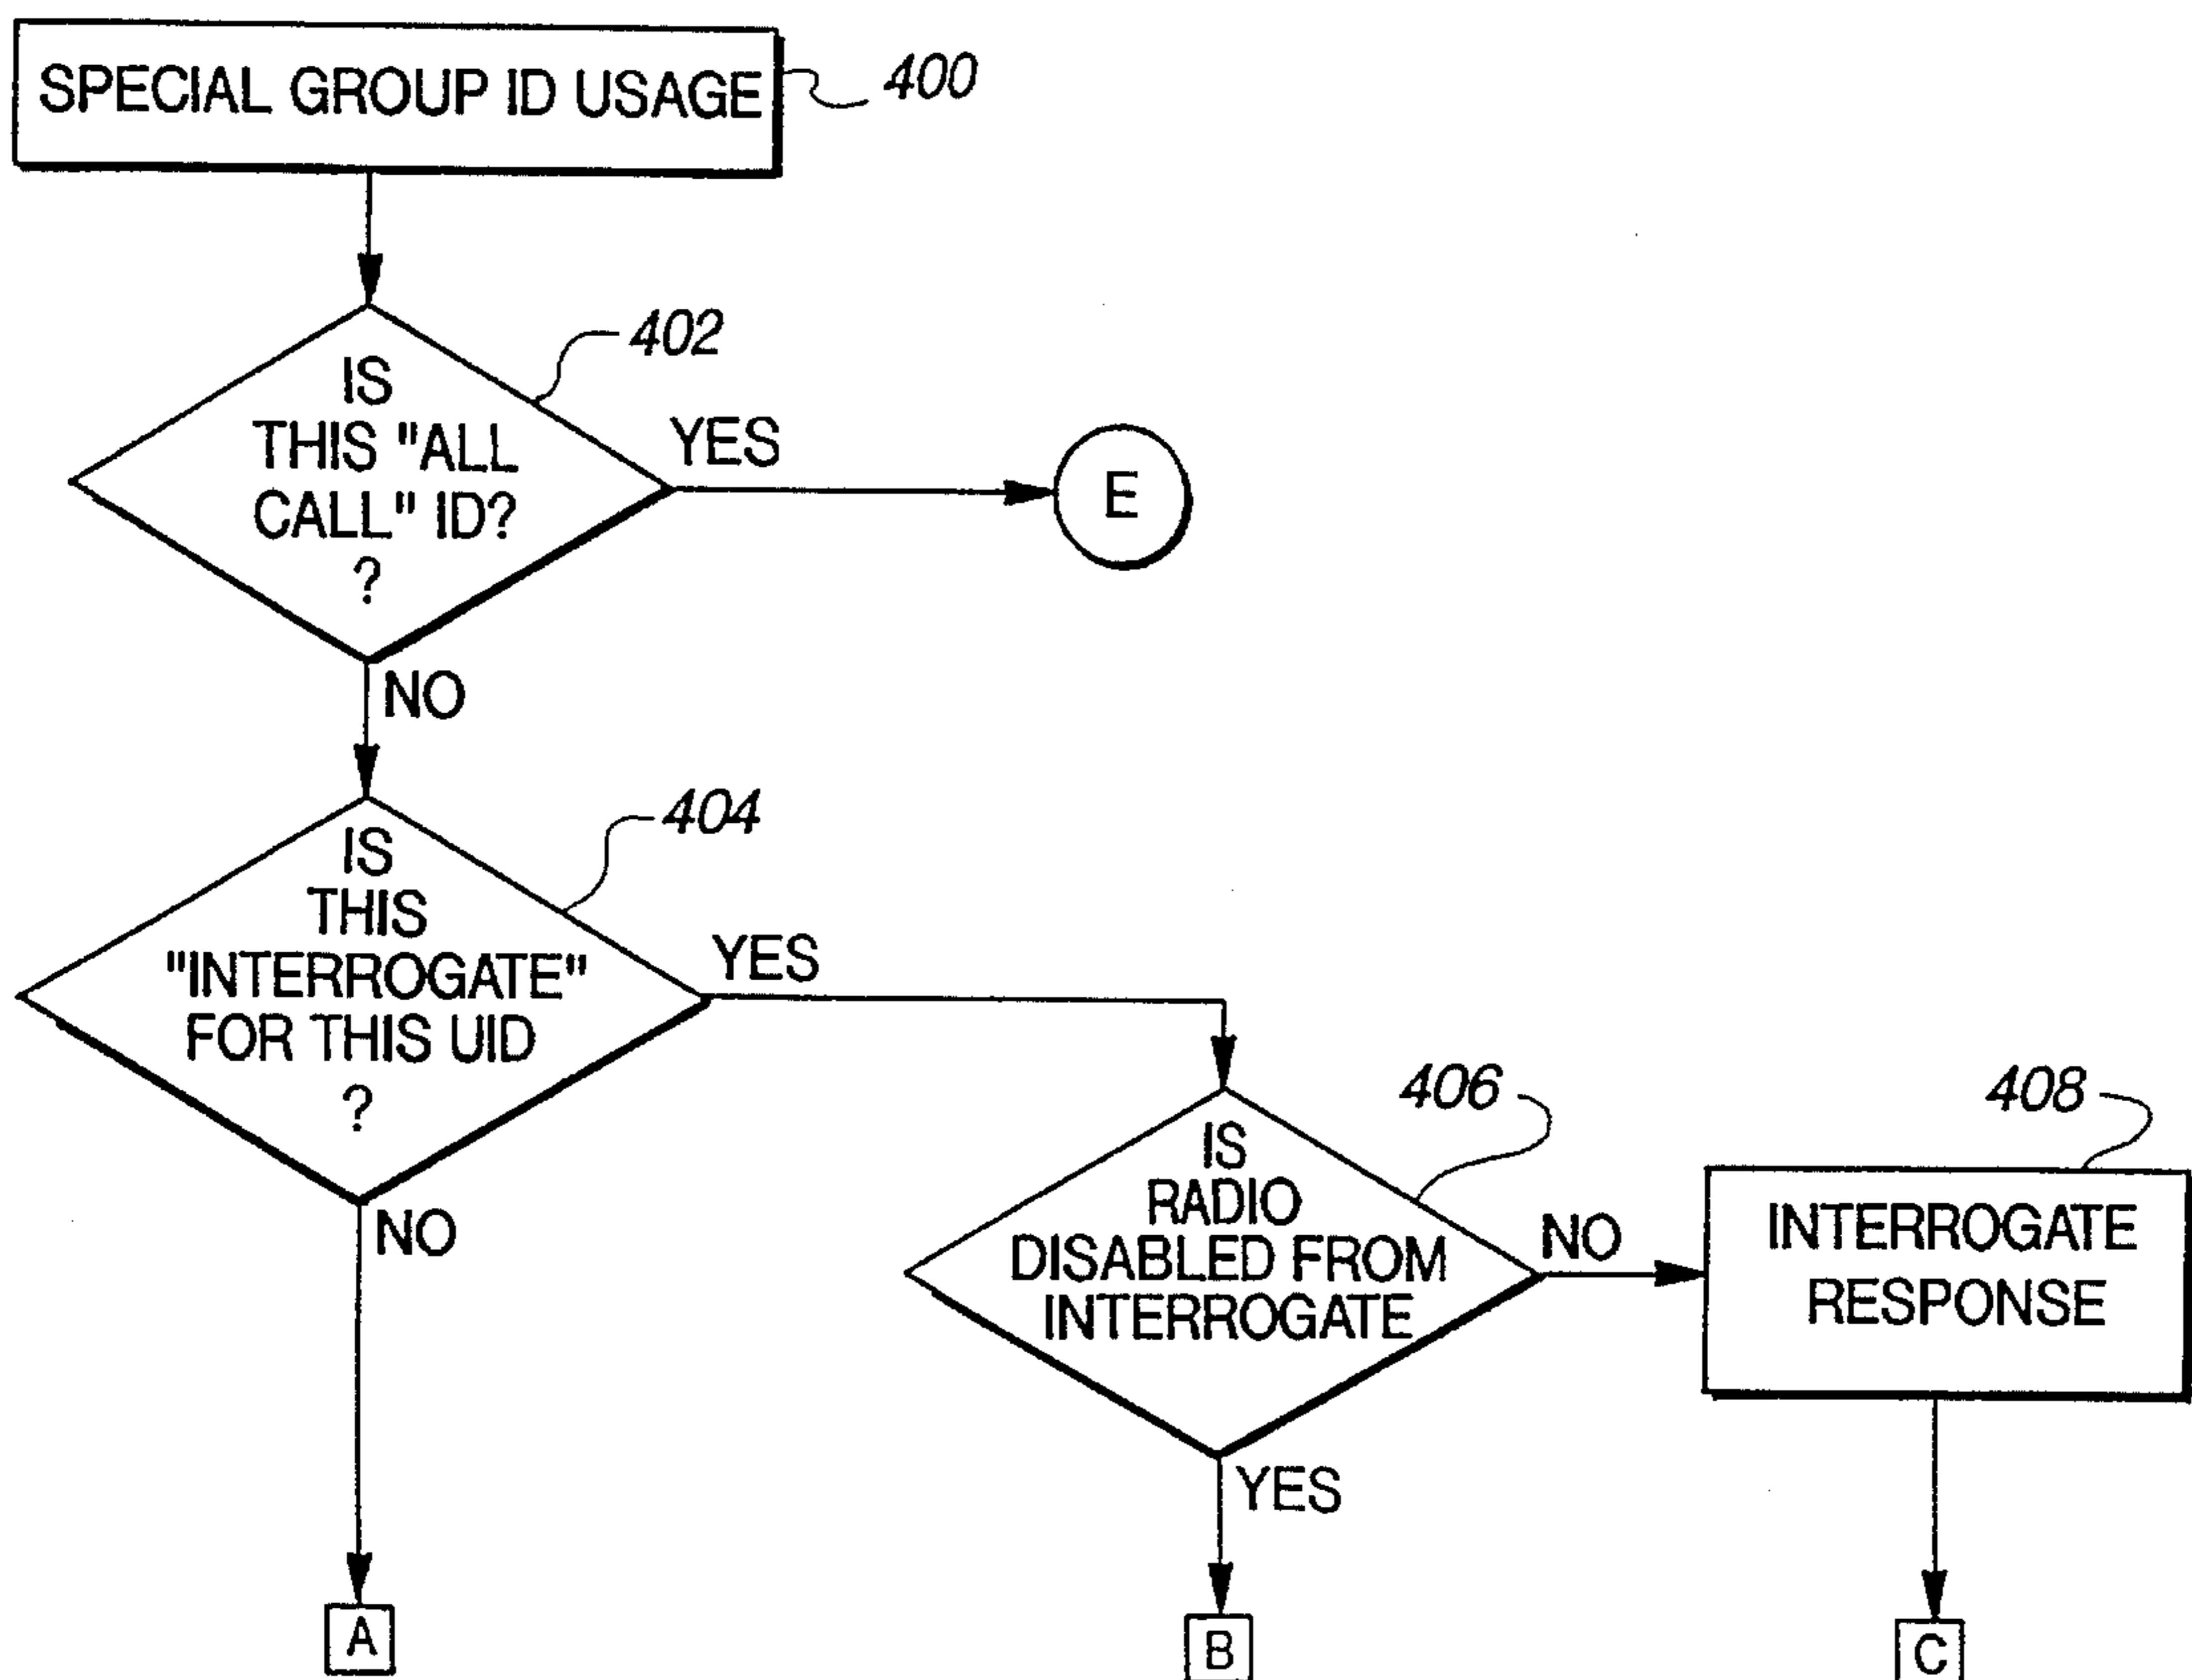 SPECIAL GROUP ID USAGE
400
IS
THIS "ALL
CALL" ID?
?
402
YES
E
NO
IS
THIS
"INTERROGATE"
FOR THIS UID
?
404
YES
NO
IS
RADIO
DISABLED FROM
INTERROGATE
406
NO
YES
INTERROGATE
RESPONSE
408
A
B
C